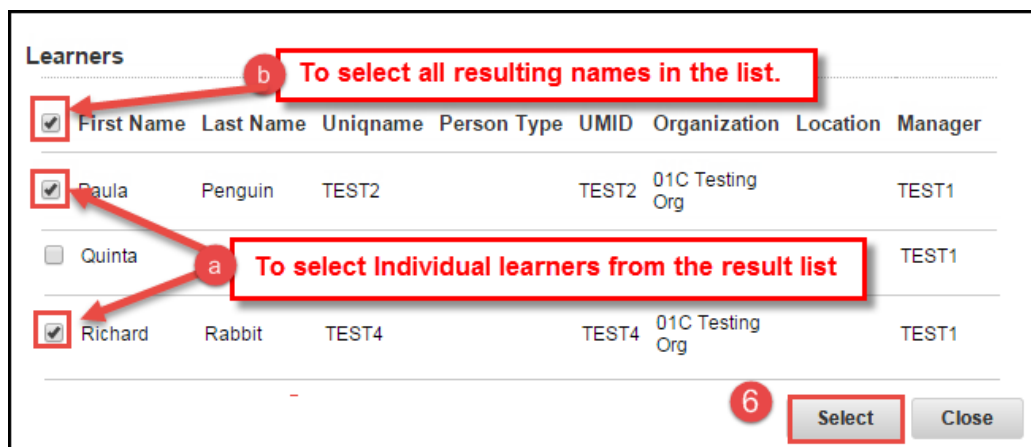 Learners
b To select all resulting names in the list.
First Name Last Name Uniqname Person Type UMID Organization Location Manager
Paula Penguin TEST2 TEST2 01C Testing Org TEST1
Quinta TEST1
a To select Individual learners from the result list
Richard Rabbit TEST4 TEST4 01C Testing Org TEST1
6
Select Close